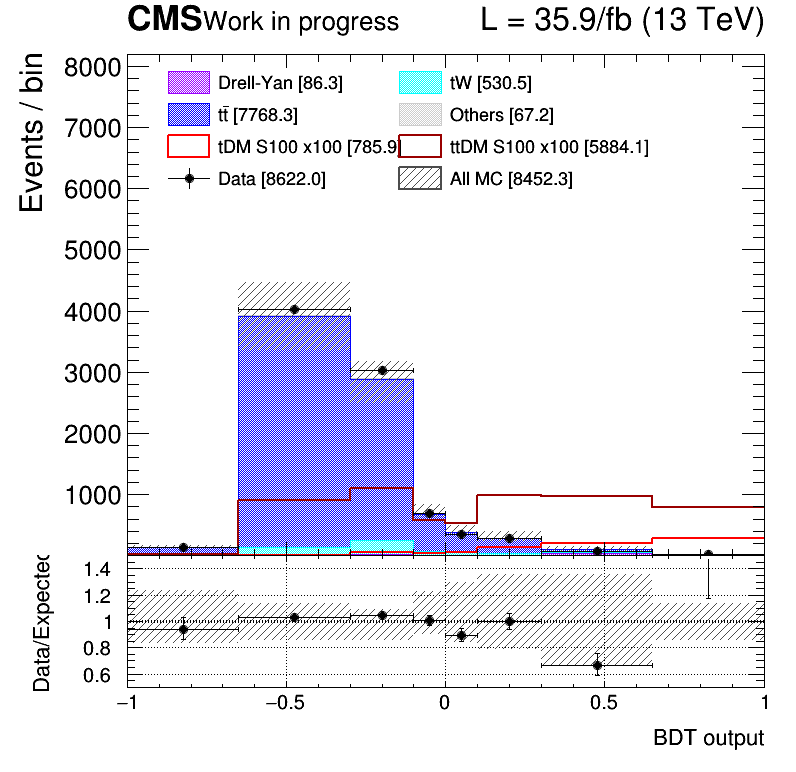 CMS Work in progress L = 35.9/fb (13 TeV)
Events / bin
8000
7000
6000
5000
4000
3000
2000
1000
Drell-Yan [86.3] tW [530.5]
tt̄ [7768.3] Others [67.2]
tDM S100 x100 [785.9] ttDM S100 x100 [5884.1]
Data [8622.0] All MC [8452.3]
Data/Expected
1.4
1.2
1
0.8
0.6
−1 −0.5 0 0.5 1
BDT output